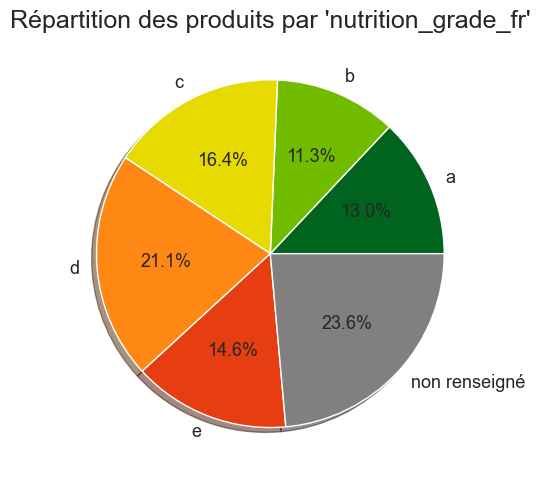 Répartition des produits par 'nutrition_grade_fr'
b
c
11.3%
16.4%
a
13.0%
21.1%
d
23.6%
14.6%
non renseigné
e